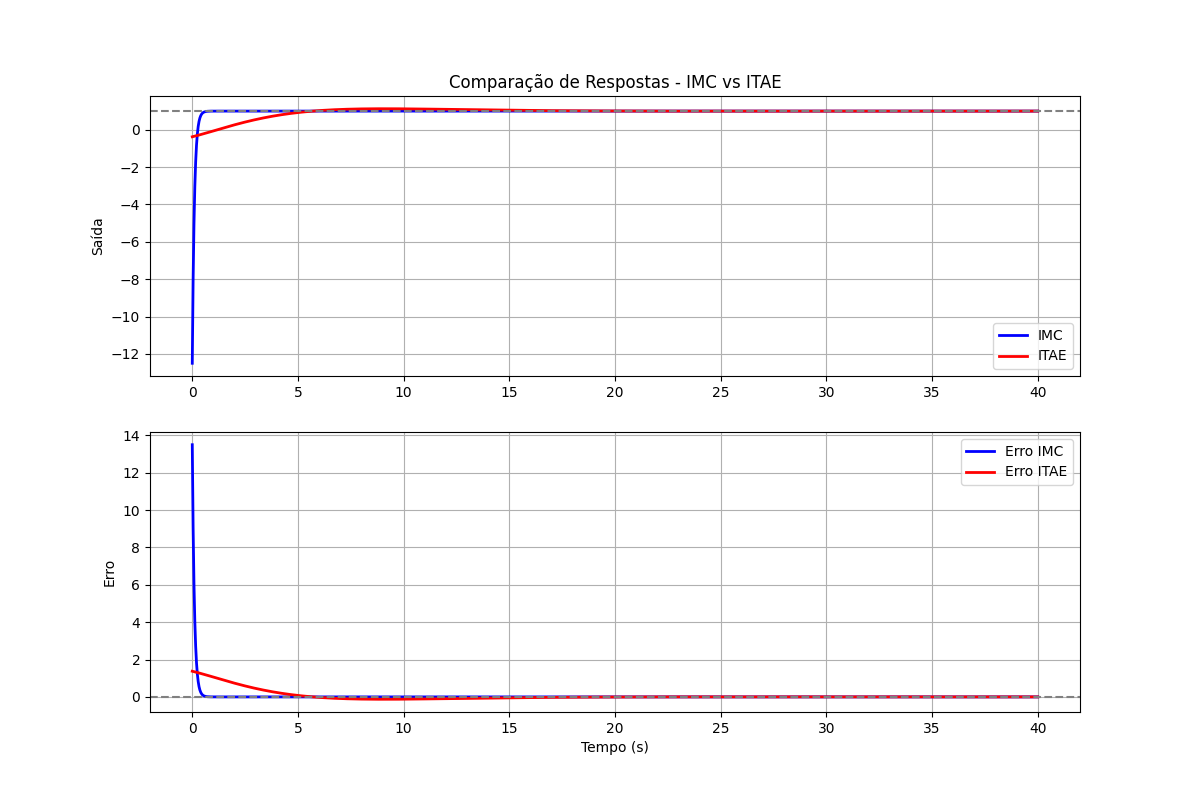 Comparação de Respostas - IMC vs ITAE
Saída
0
−2
−4
−6
−8
−10
−12
IMC
ITAE
0 5 10 15 20 25 30 35 40
Erro
14
12
10
8
6
4
2
0
Erro IMC
Erro ITAE
0 5 10 15 20 25 30 35 40
Tempo (s)